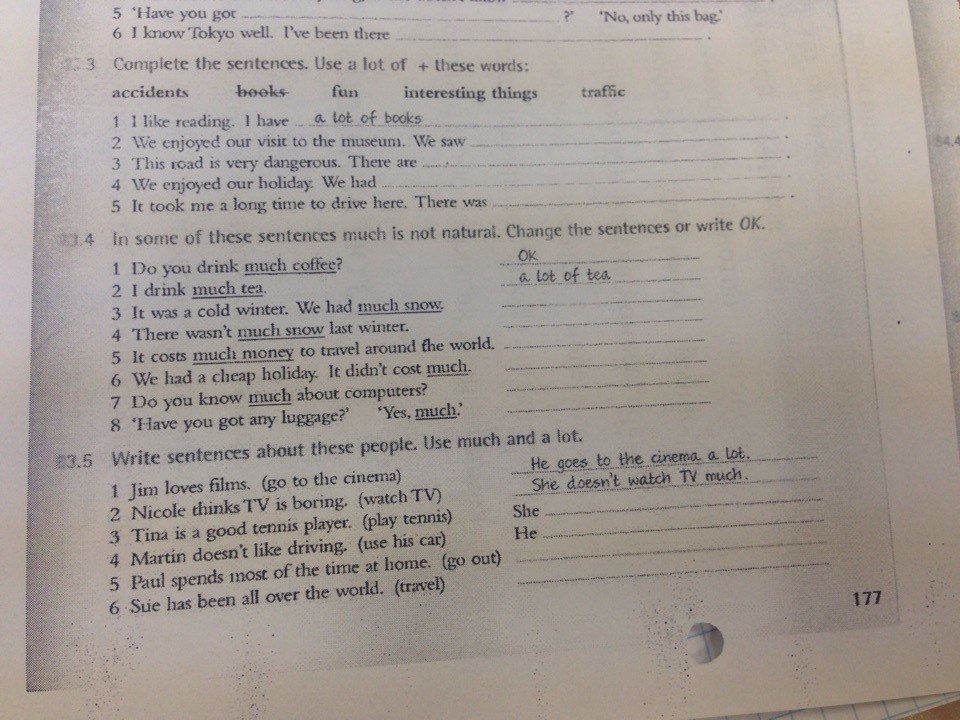 5 'Have you got ?' 'No, only this bag.'
6 I know Tokyo well. I've been there .
3 Complete the sentences. Use a lot of + these words:
accidents books fun interesting things traffic
1 I like reading. I have a lot of books .
2 We enjoyed our visit to the museum. We saw .
3 This road is very dangerous. There are .
4 We enjoyed our holiday. We had .
5 It took me a long time to drive here. There was .
.4 In some of these sentences much is not natural. Change the sentences or write OK.
1 Do you drink much coffee? OK
2 I drink much tea. a lot of tea
3 It was a cold winter. We had much snow.
4 There wasn't much snow last winter.
5 It costs much money to travel around the world.
6 We had a cheap holiday. It didn't cost much.
7 Do you know much about computers?
8 'Have you got any luggage?' 'Yes, much.'
3.5 Write sentences about these people. Use much and a lot.
1 Jim loves films. (go to the cinema) He goes to the cinema a lot.
2 Nicole thinks TV is boring. (watch TV) She doesn't watch TV much.
3 Tina is a good tennis player. (play tennis) She
4 Martin doesn't like driving. (use his car) He
5 Paul spends most of the time at home. (go out)
6 Sue has been all over the world. (travel)
177